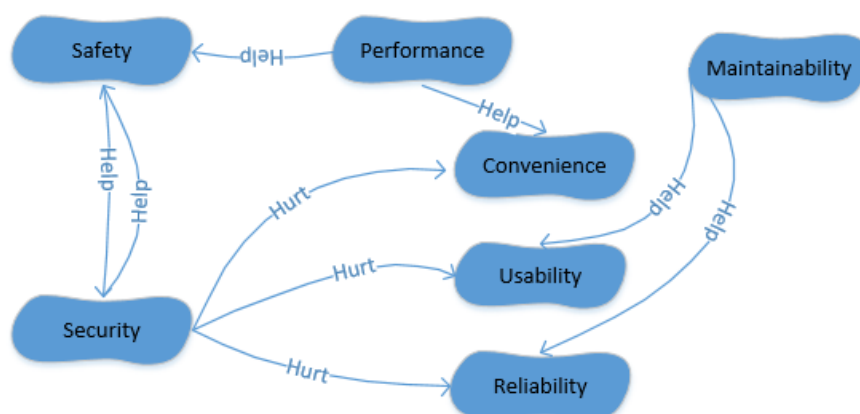 Safety
Help
Performance
Maintainability
Help
Help
Help
Convenience
Hurt
Help
Help
Hurt
Usability
Security
Hurt
Reliability